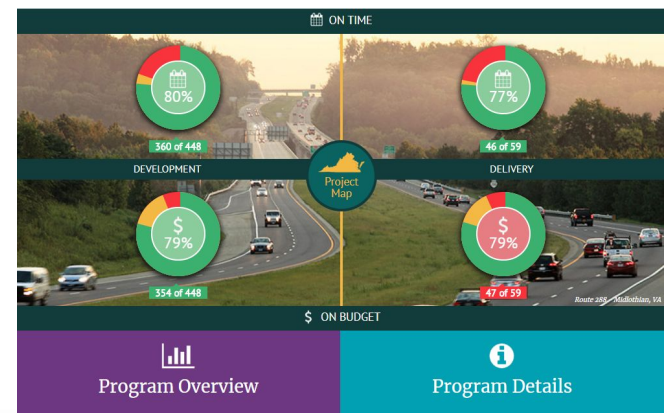 ON TIME
80%
360 of 448
77%
46 of 59
DEVELOPMENT
Project
Map
DELIVERY
$
79%
354 of 448
$
79%
47 of 59
Route 288 - Midlothian, VA
$ ON BUDGET
Program Overview
Program Details